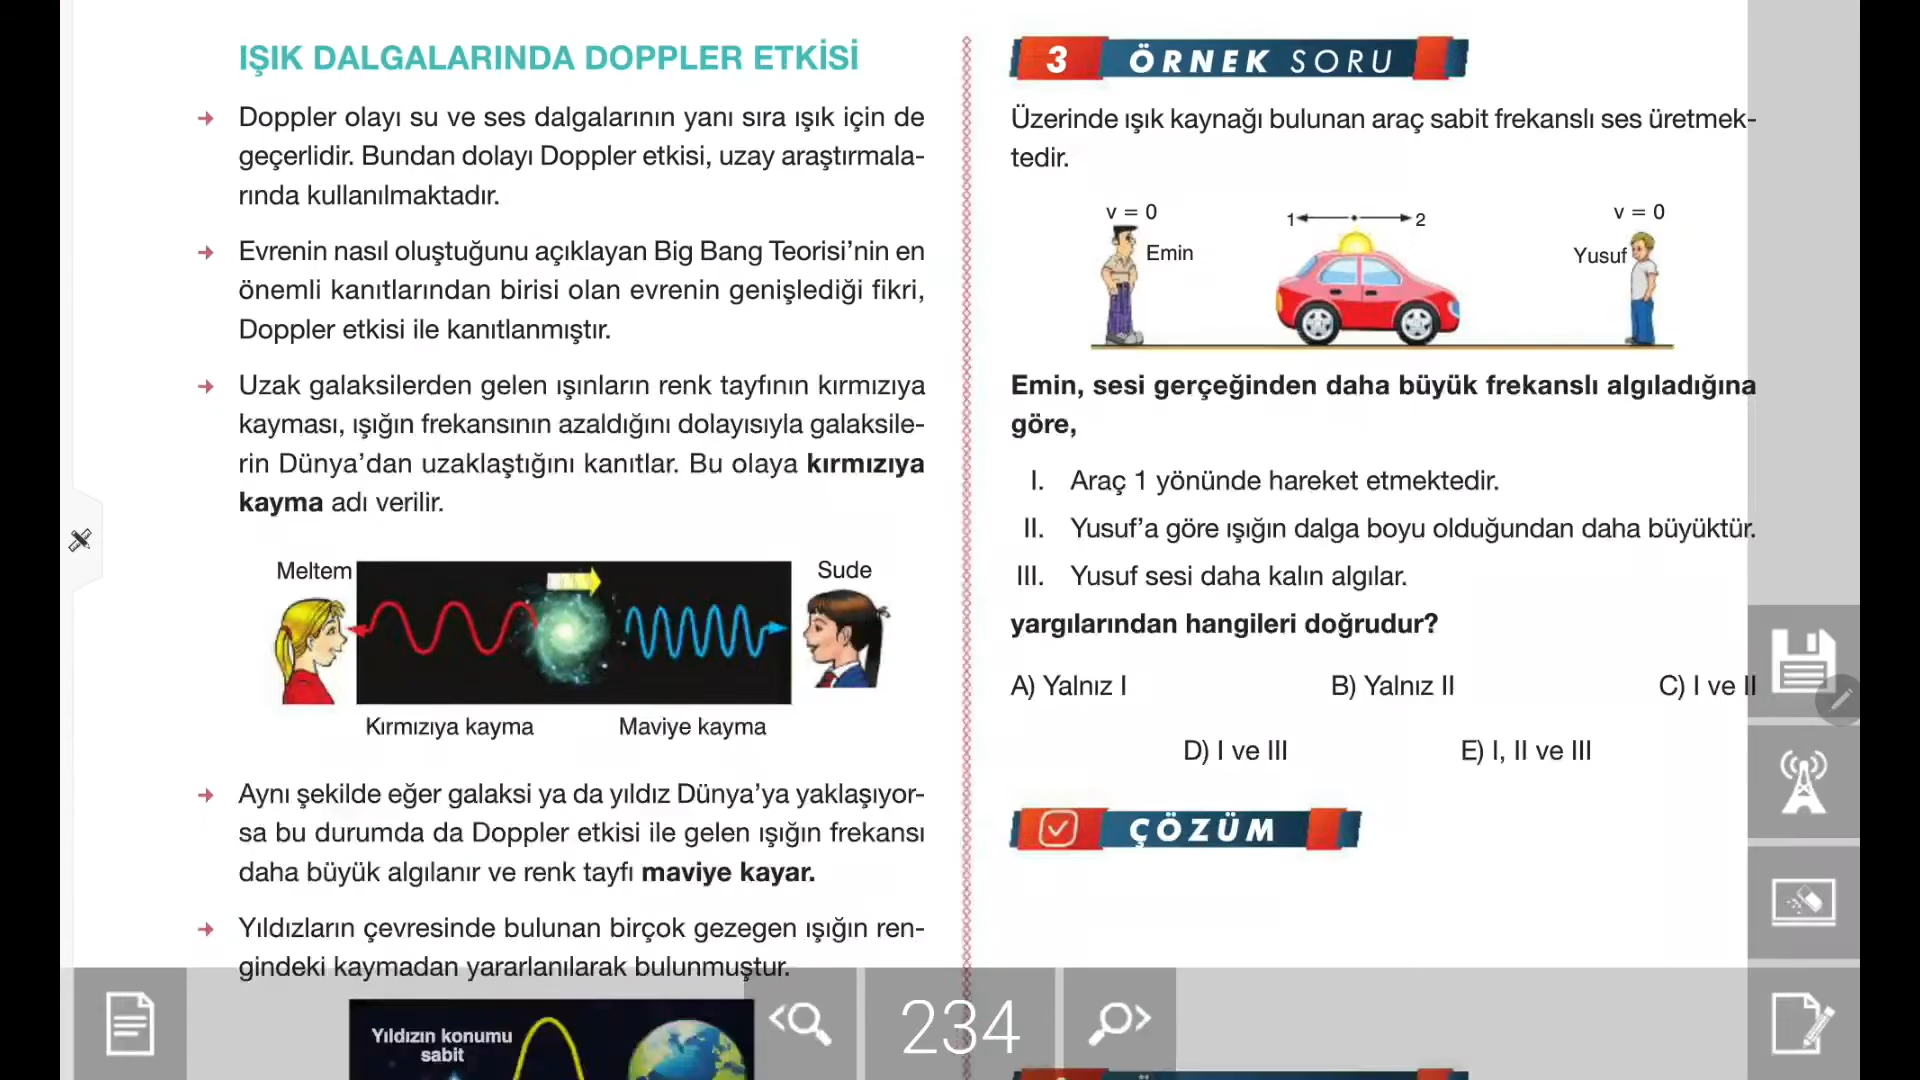 IŞIK DALGALARINDA DOPPLER ETKİSİ
Doppler olayı su ve ses dalgalarının yanı sıra ışık için de
geçerlidir. Bundan dolayı Doppler etkisi, uzay araştırmala-
rında kullanılmaktadır.
Evrenin nasıl oluştuğunu açıklayan Big Bang Teorisi’nin en
önemli kanıtlarından birisi olan evrenin genişlediği fikri,
Doppler etkisi ile kanıtlanmıştır.
Uzak galaksilerden gelen ışınların renk tayfının kırmızıya
kayması, ışığın frekansının azaldığını dolayısıyla galaksile-
rin Dünya’dan uzaklaştığını kanıtlar. Bu olaya kırmızıya
kayma adı verilir.
Meltem
Sude
Kırmızıya kayma
Maviye kayma
Aynı şekilde eğer galaksi ya da yıldız Dünya’ya yaklaşıyor-
sa bu durumda da Doppler etkisi ile gelen ışığın frekansı
daha büyük algılanır ve renk tayfı maviye kayar.
Yıldızların çevresinde bulunan birçok gezegen ışığın ren-
gindeki kaymadan yararlanılarak bulunmuştur.
Yıldızın konumu
sabit
3 ÖRNEK SORU
Üzerinde ışık kaynağı bulunan araç sabit frekanslı ses üretmek-
tedir.
v = 0
1
2
v = 0
Emin
Yusuf
Emin, sesi gerçeğinden daha büyük frekanslı algıladığına
göre,
I. Araç 1 yönünde hareket etmektedir.
II. Yusuf’a göre ışığın dalga boyu olduğundan daha büyüktür.
III. Yusuf sesi daha kalın algılar.
yargılarından hangileri doğrudur?
A) Yalnız I
B) Yalnız II
C) I ve II
D) I ve III
E) I, II ve III
ÇÖZÜM
234